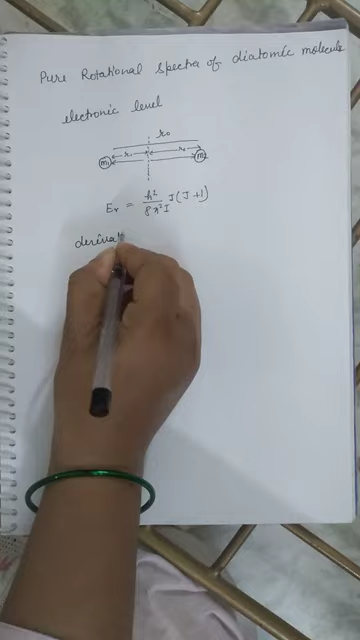 Pure Rotational spectra of diatomic molecule
electronic level
r₀
r₁ r₂
m₁ m₂
Eᵣ = h²/8π²I J(J+1)
derivat